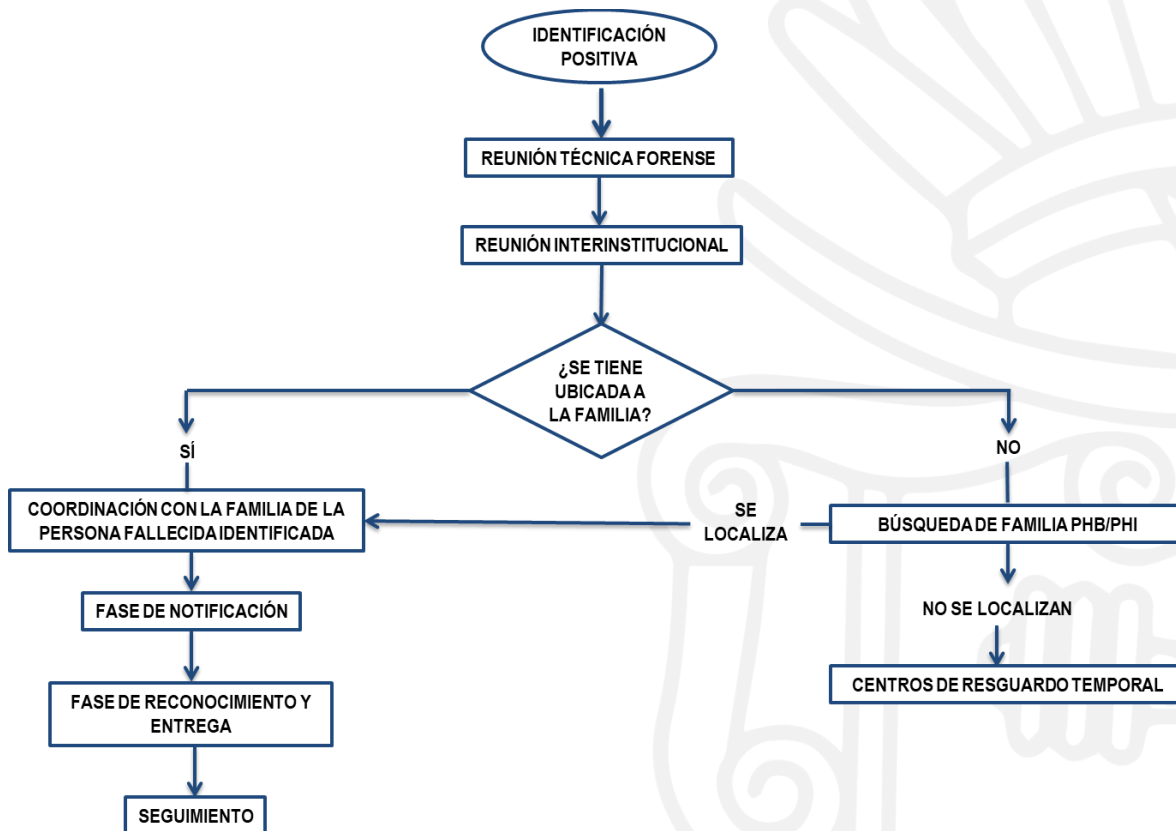 IDENTIFICACIÓN
POSITIVA
REUNIÓN TÉCNICA FORENSE
REUNIÓN INTERINSTITUCIONAL
¿SE TIENE
UBICADA A
LA FAMILIA?
SÍ
NO
COORDINACIÓN CON LA FAMILIA DE LA
PERSONA FALLECIDA IDENTIFICADA
SE
LOCALIZA
BÚSQUEDA DE FAMILIA PHB/PHI
FASE DE NOTIFICACIÓN
NO SE LOCALIZAN
FASE DE RECONOCIMIENTO Y
ENTREGA
CENTROS DE RESGUARDO TEMPORAL
SEGUIMIENTO